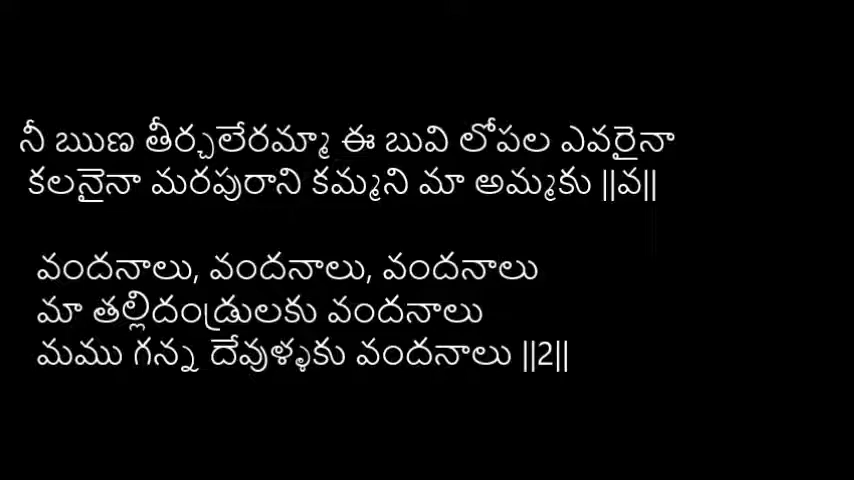 నీ ఋణ తీర్చలేరమ్మా ఈ బువి లోపల ఎవరైనా
కలనైనా మరపురాని కమ్మని మా అమ్మకు ||వ||
వందనాలు, వందనాలు, వందనాలు
మా తల్లిదండ్రులకు వందనాలు
మము గన్న దేవుళ్ళకు వందనాలు ||2||